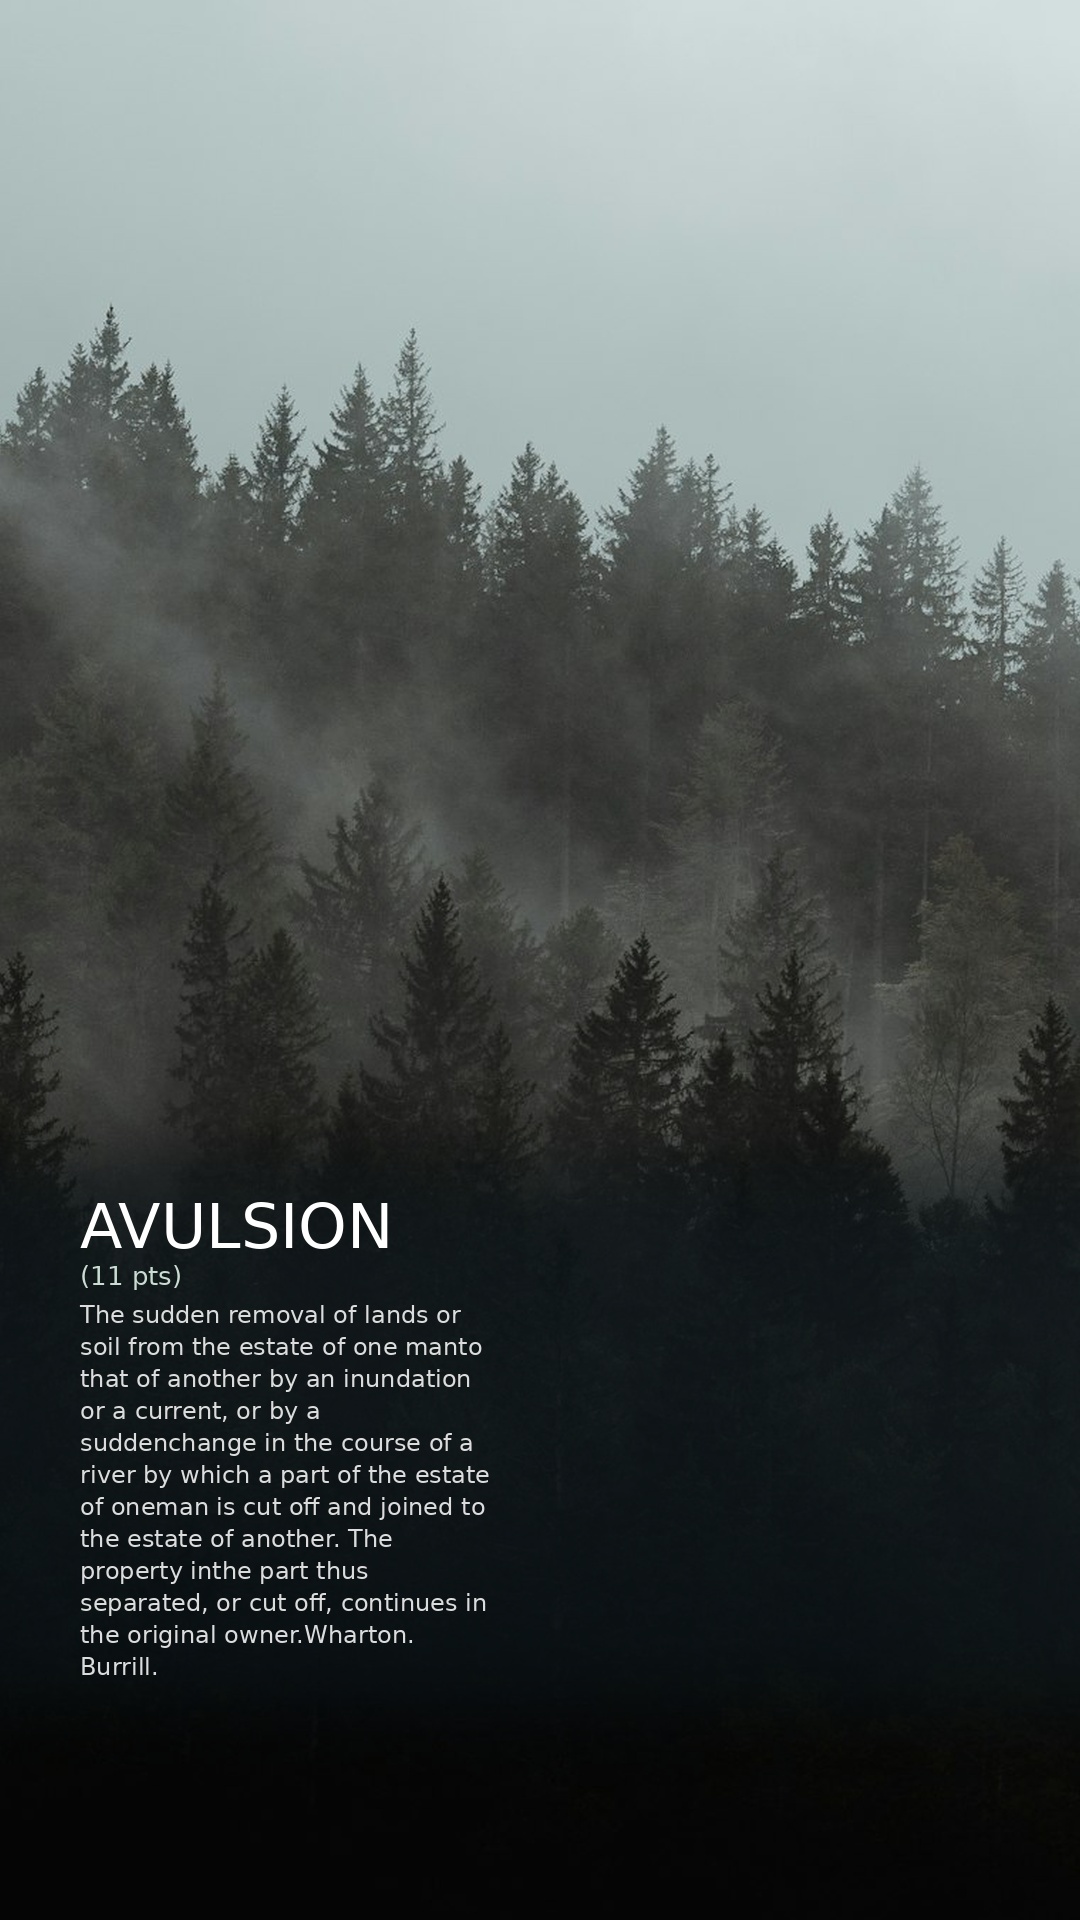 AVULSION
(11 pts)
The sudden removal of lands or
soil from the estate of one manto
that of another by an inundation
or a current, or by a
suddenchange in the course of a
river by which a part of the estate
of oneman is cut off and joined to
the estate of another. The
property inthe part thus
separated, or cut off, continues in
the original owner.Wharton.
Burrill.